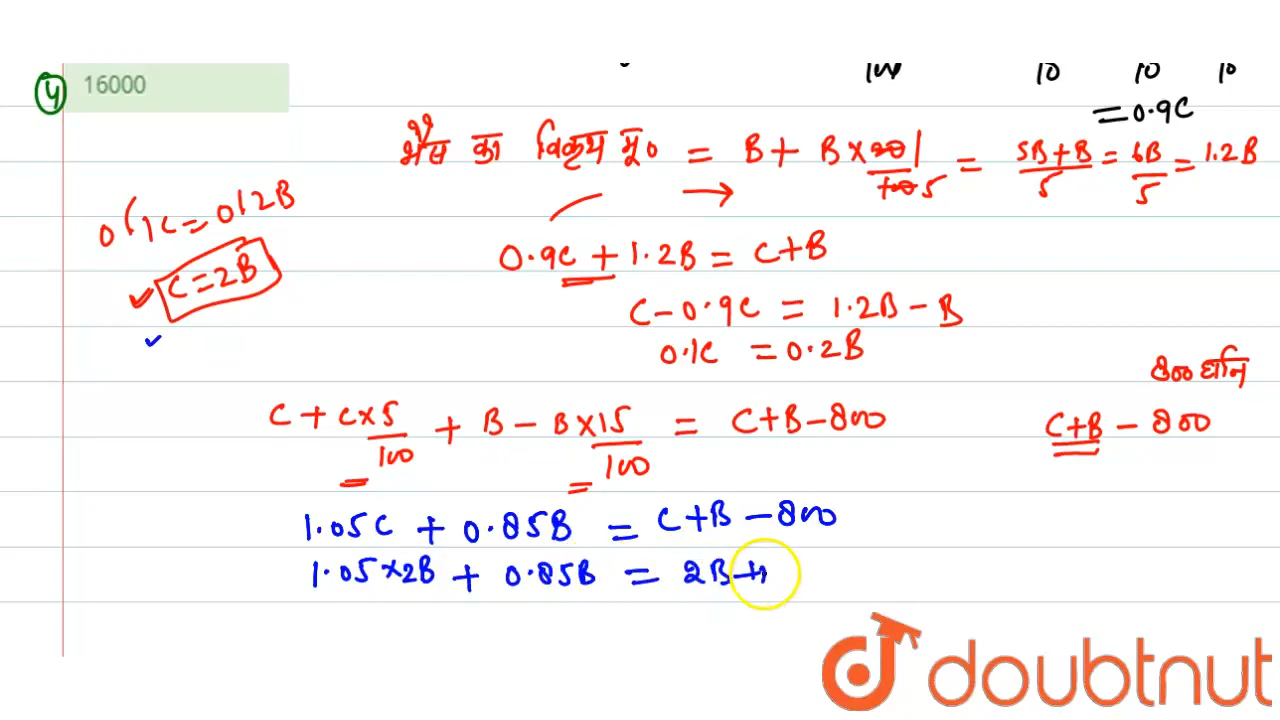 4 16000
100 10 10 10
= 0.9C
भैंस का विक्रय मू० = B + B × 20/100 = 5B + B/5 = 6B/5 = 1.2B
0.1C = 0.2B
C = 2B
0.9C + 1.2B = C + B
C - 0.9C = 1.2B - B
0.1C = 0.2B
800 हानि
C + C × 5/100 + B - B × 15/100 = C + B - 800
C + B - 800
1.05C + 0.85B = C + B - 800
1.05 × 2B + 0.85B = 2B +
doubtnut